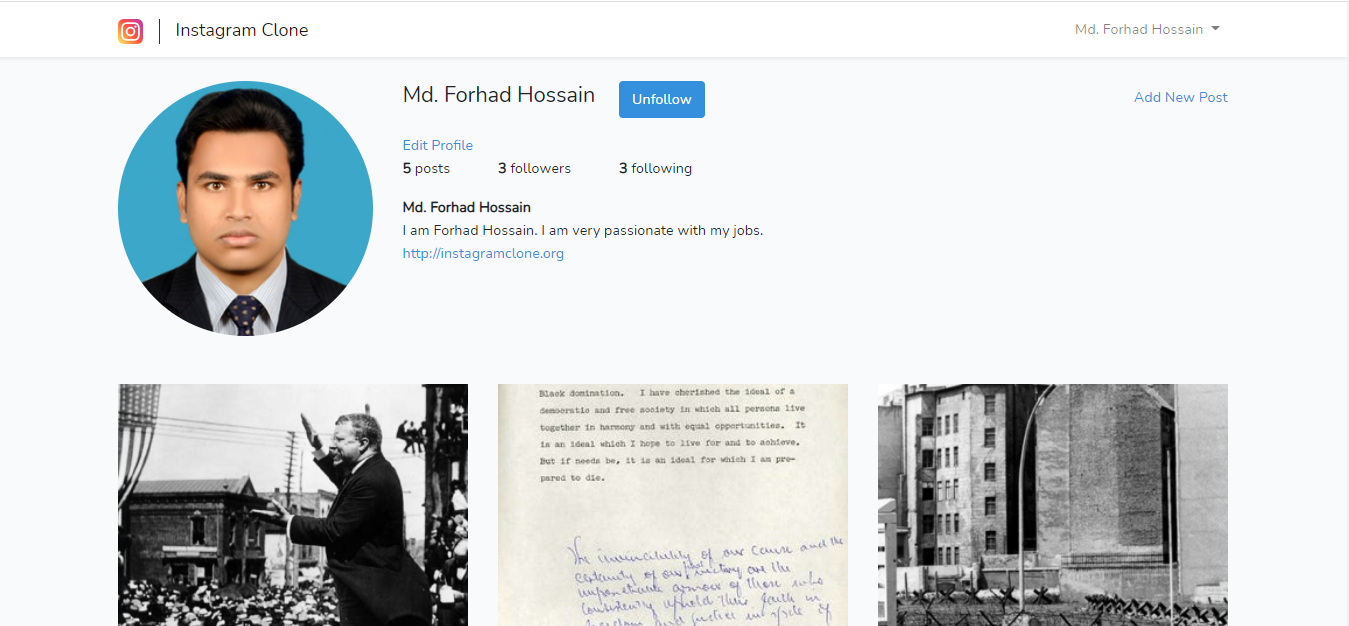 Instagram Clone
Md. Forhad Hossain
Md. Forhad Hossain
Unfollow
Add New Post
Edit Profile
5 posts
3 followers
3 following
Md. Forhad Hossain
I am Forhad Hossain. I am very passionate with my jobs.
http://instagramclone.org
Black domination. I have cherished the ideal of a
democratic and free society in which all persons live
together in harmony and with equal opportunities. It
is an ideal which I hope to live for and to achieve.
But if needs be, it is an ideal for which I am pre-
pared to die.
The invincibility of our cause and the
certainty of our final victory are the
impenetrable armour of those who
consistently uphold their faith in
freedom and justice in spite of